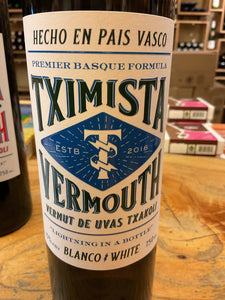 HECHO EN PAIS VASCO
PREMIER BASQUE FORMULA
TXIMISTA
ESTB 2018
VERMOUTH
VERMUT DE UVAS TXAKOLI
"LIGHTNING IN A BOTTLE"
BLANCO & WHITE